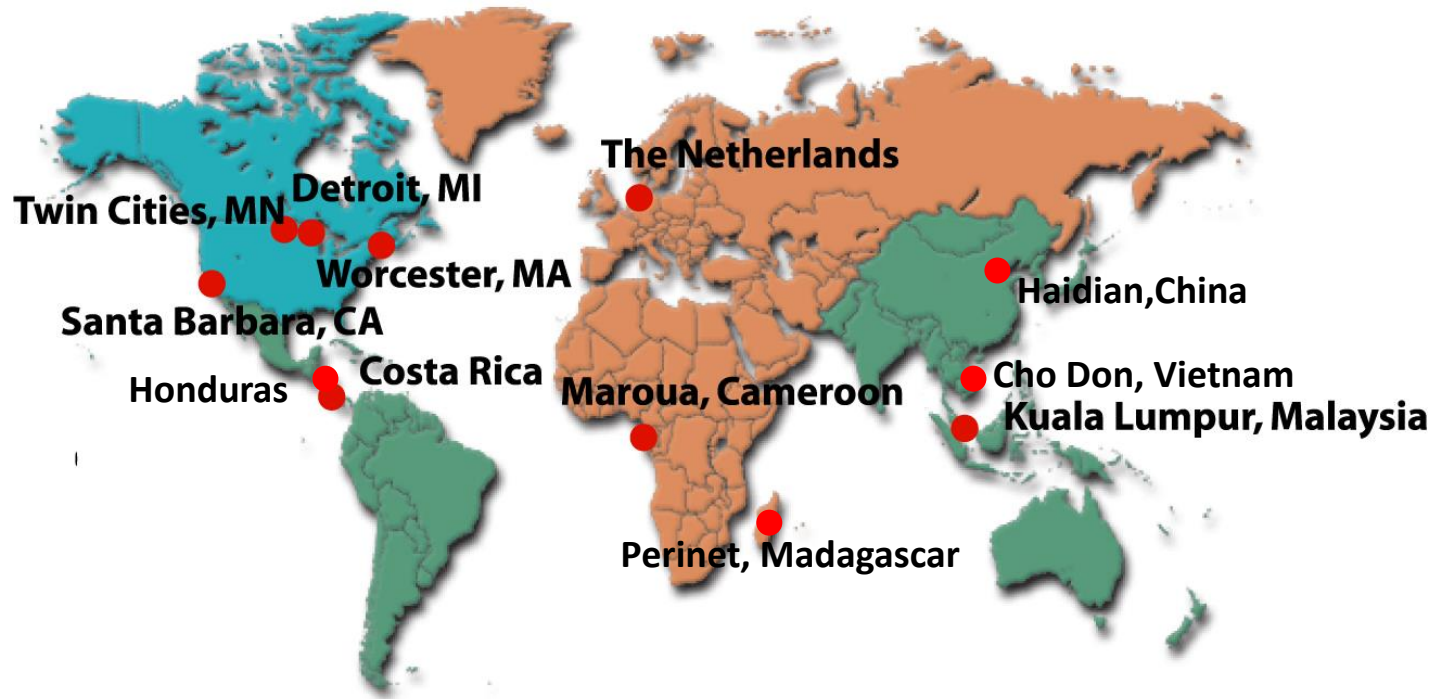 The Netherlands
Detroit, MI
Twin Cities, MN
Worcester, MA
Haidian,China
Santa Barbara, CA
Costa Rica
Cho Don, Vietnam
Honduras
Maroua, Cameroon
Kuala Lumpur, Malaysia
Perinet, Madagascar